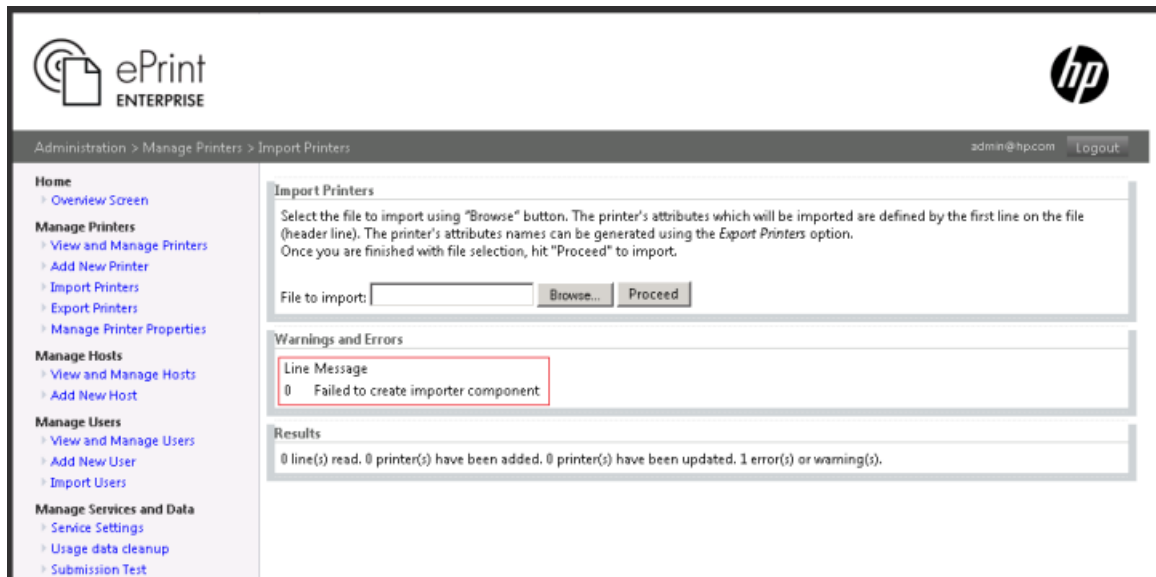 ePrint
ENTERPRISE
hp
Administration > Manage Printers > Import Printers
admin@hp.com
Logout
Home
Overview Screen
Manage Printers
View and Manage Printers
Add New Printer
Import Printers
Export Printers
Manage Printer Properties
Manage Hosts
View and Manage Hosts
Add New Host
Manage Users
View and Manage Users
Add New User
Import Users
Manage Services and Data
Service Settings
Usage data cleanup
Submission Test
Import Printers
Select the file to import using "Browse" button. The printer's attributes which will be imported are defined by the first line on the file
(header line). The printer's attributes names can be generated using the Export Printers option.
Once you are finished with file selection, hit "Proceed" to import.
File to import:
Browse...
Proceed
Warnings and Errors
Line Message
0 Failed to create importer component
Results
0 line(s) read. 0 printer(s) have been added. 0 printer(s) have been updated. 1 error(s) or warning(s).